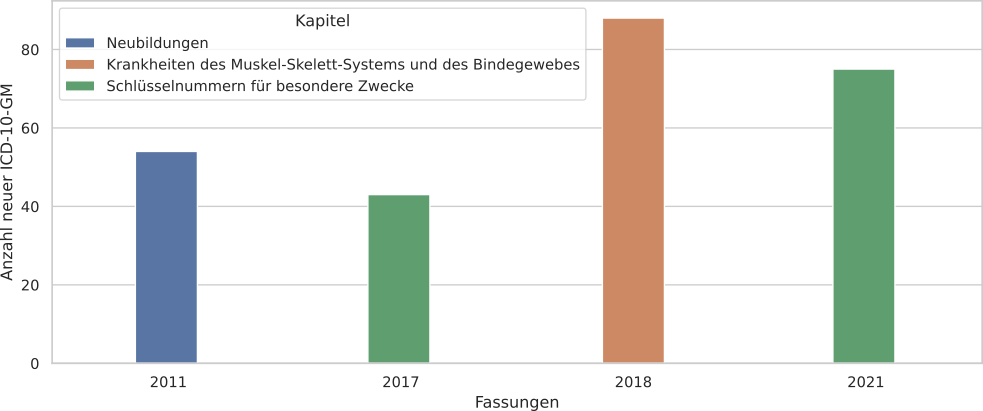 Kapitel
Neubildungen
Krankheiten des Muskel-Skelett-Systems und des Bindegewebes
Schlüsselnummern für besondere Zwecke
Anzahl neuer ICD-10-GM
80
60
40
20
0
2011 2017 2018 2021
Fassungen